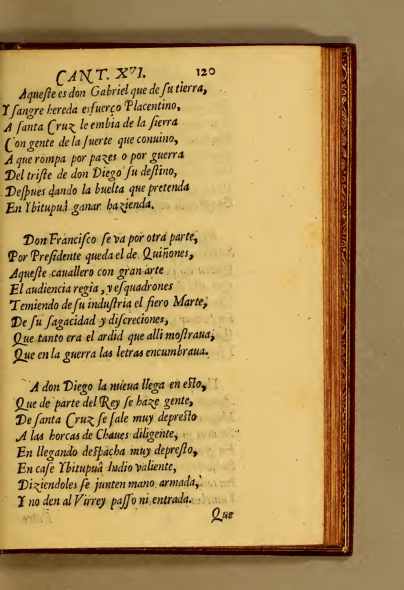 CANT. XVI. 120
Aqueſte es don Gabriel que de ſu tierra,
Y ſangre hereda esfuerço Placentino,
A ſanta Cruz le embia de la ſierra
Con gente de la ſuerte que conuino,
A que rompa por pazes o por guerra
Del triſte de don Diego ſu deſtino,
Deſpues dando la buelta que pretenda
En Ybitupuâ ganar hazienda.
Don Franciſco ſe va por otra parte,
Por Preſidente queda el de Quiñones,
Aqueſte cauallero con gran arte
El audiencia regia, y eſquadrones
Temiendo de ſu induſtria el fiero Marte,
De ſu ſagacidad y diſcreciones,
Que tanto era el ardid que alli moſtraua,
Que en la guerra las letras encumbraua.
A don Diego la nueua llega en eſto,
Que de parte del Rey ſe haze gente,
De ſanta Cruz ſe ſale muy depreſto
A las horcas de Chaues diligente,
En llegando deſpacha muy depreſto,
En caſe Ybitupuâ Indio valiente,
Diziendoles ſe junten mano armada,
Y no den al Virrey paſſo ni entrada.
Que